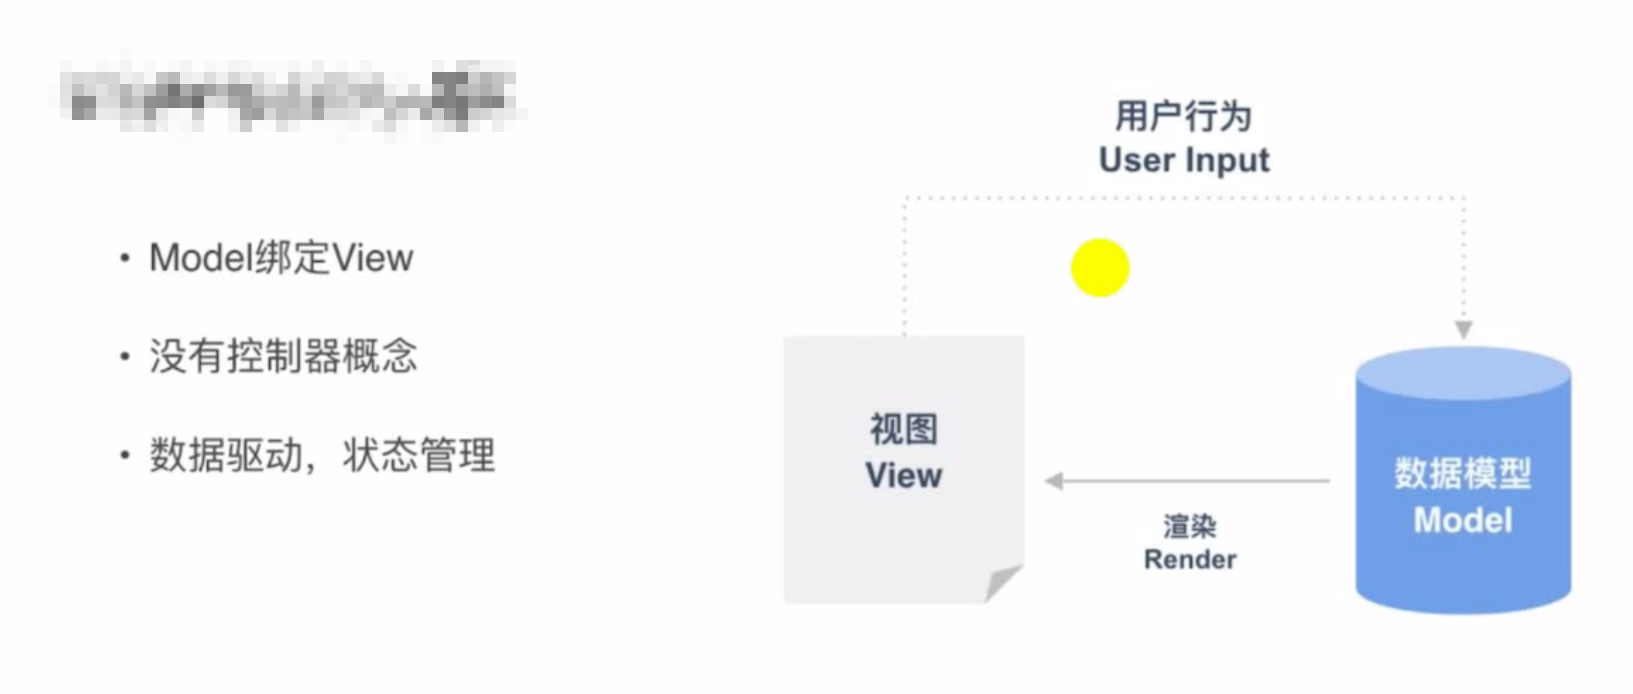 Model绑定View
没有控制器概念
数据驱动，状态管理
用户行为
User Input
视图
View
渲染
Render
数据模型
Model